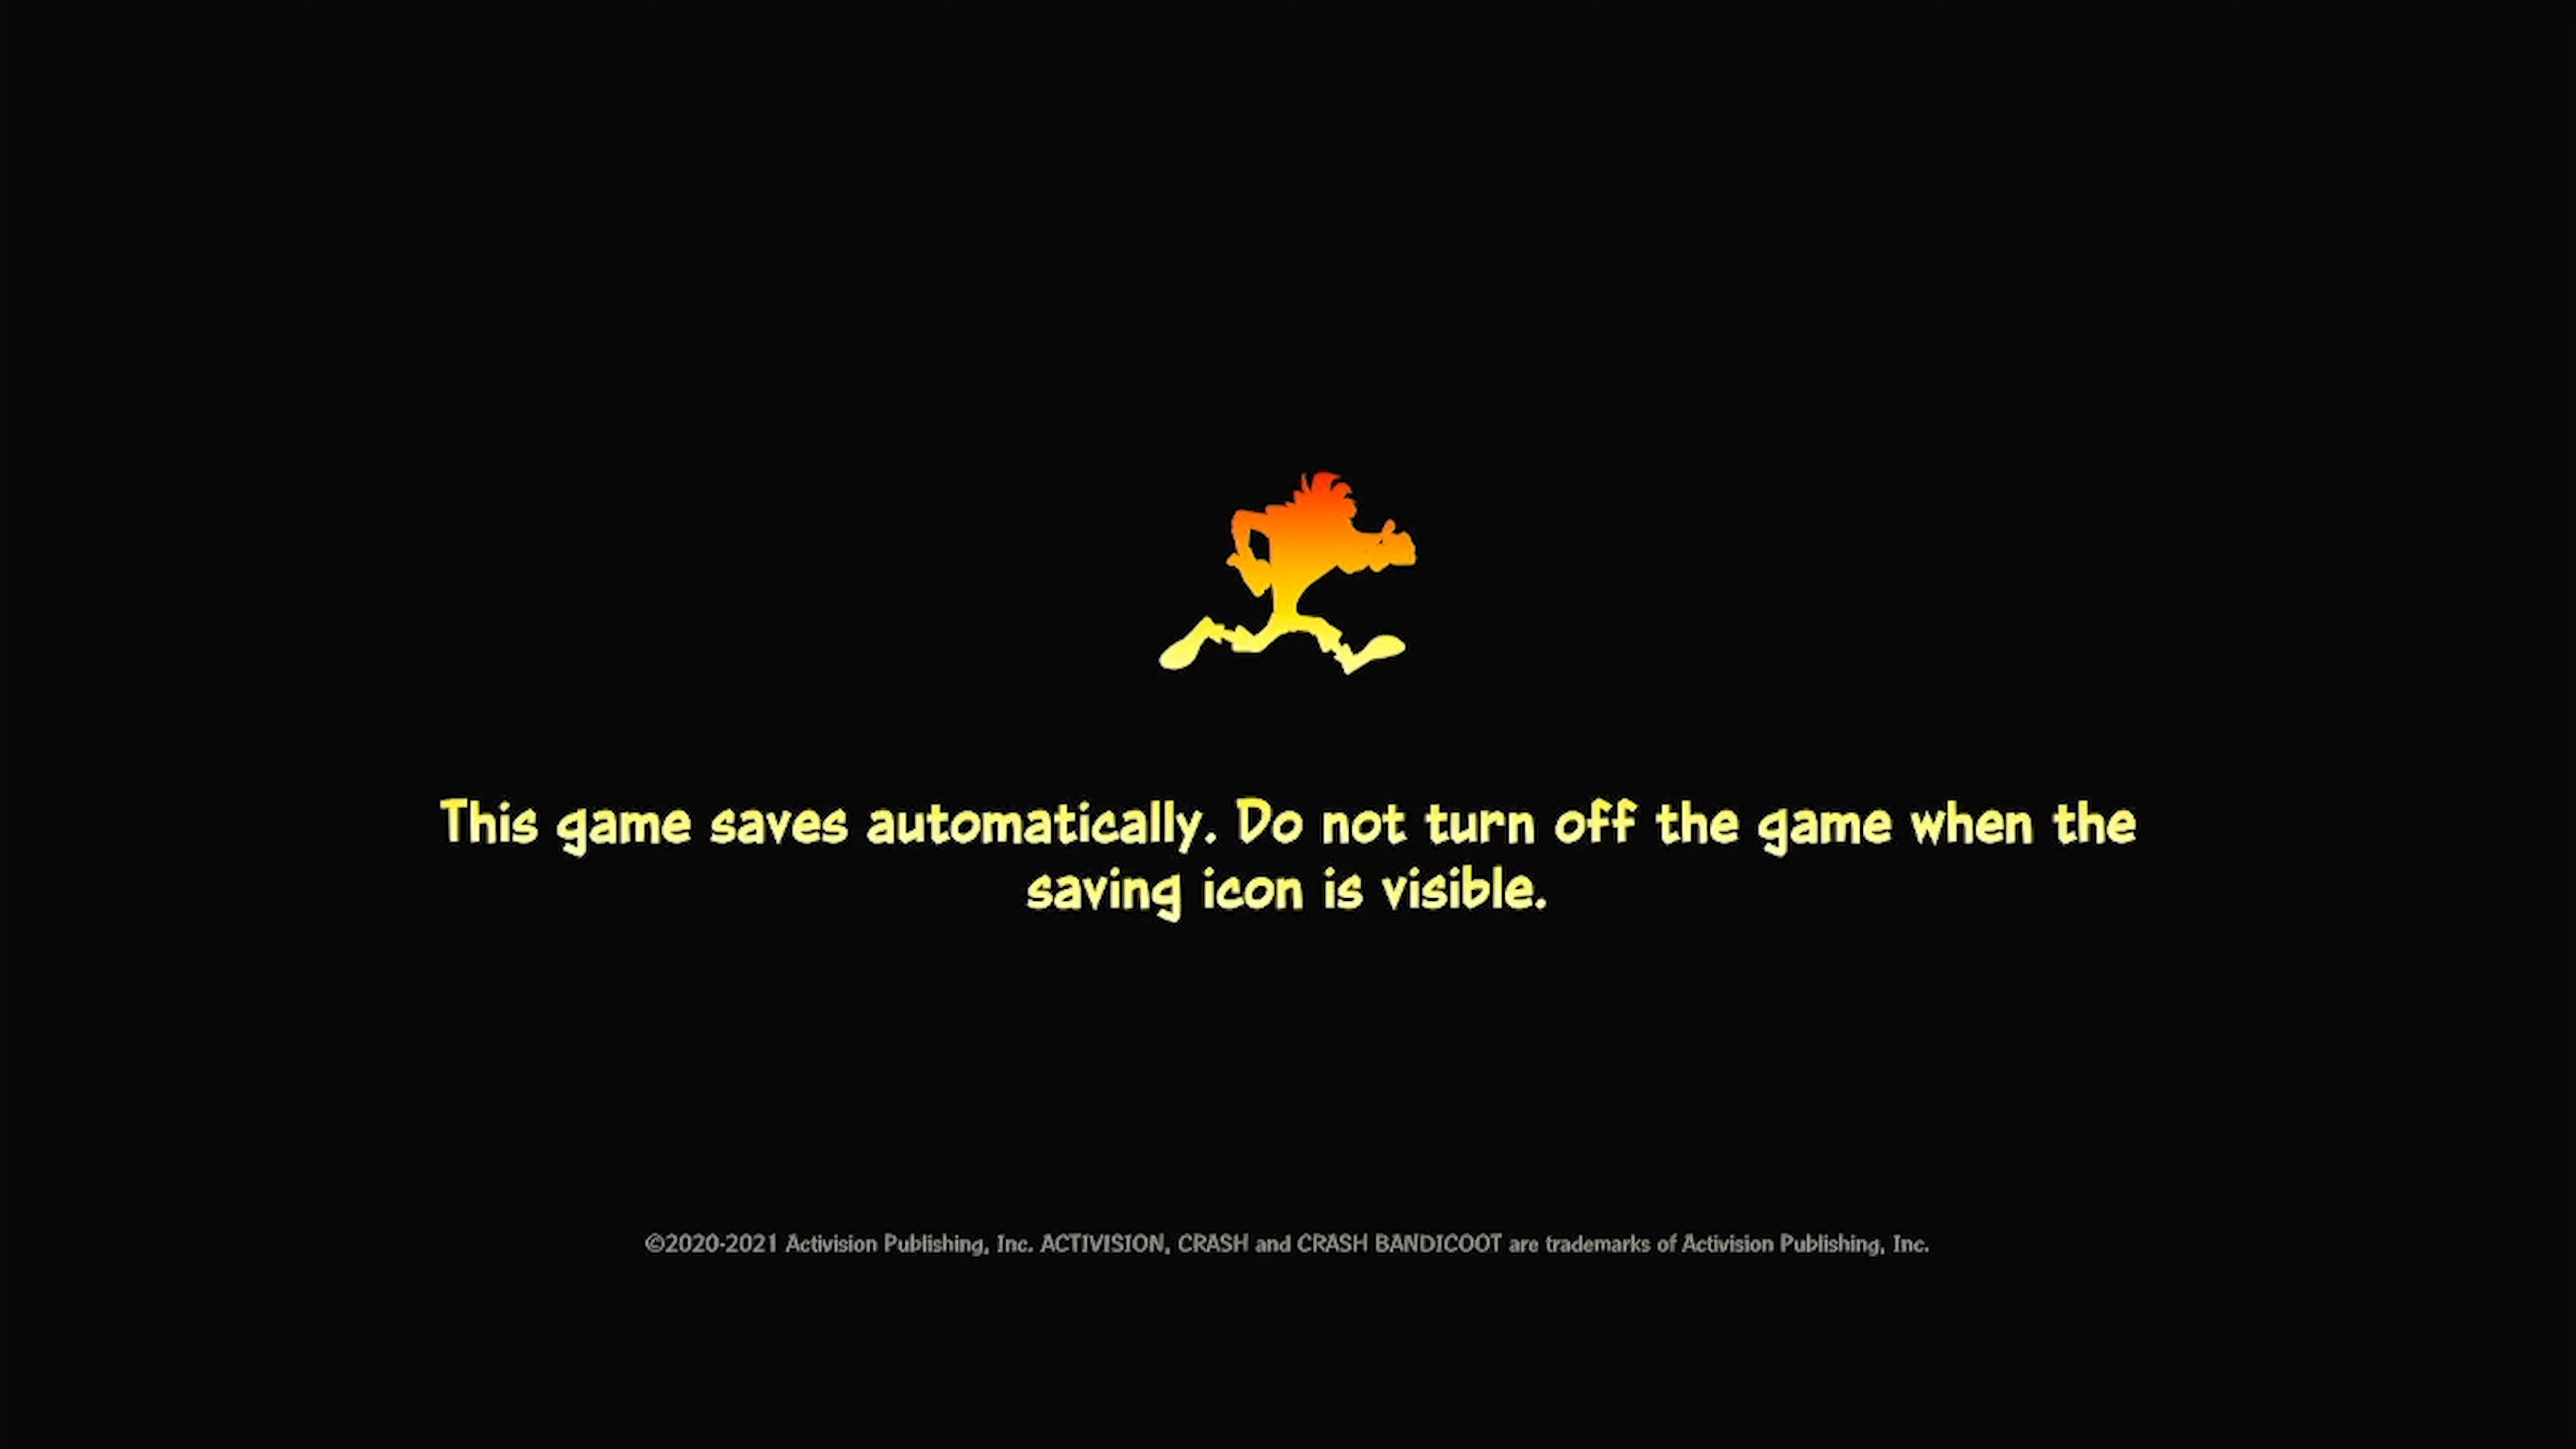 This game saves automatically. Do not turn off the game when the
saving icon is visible.
©2020-2021 Activision Publishing, Inc. ACTIVISION, CRASH and CRASH BANDICOOT are trademarks of Activision Publishing, Inc.